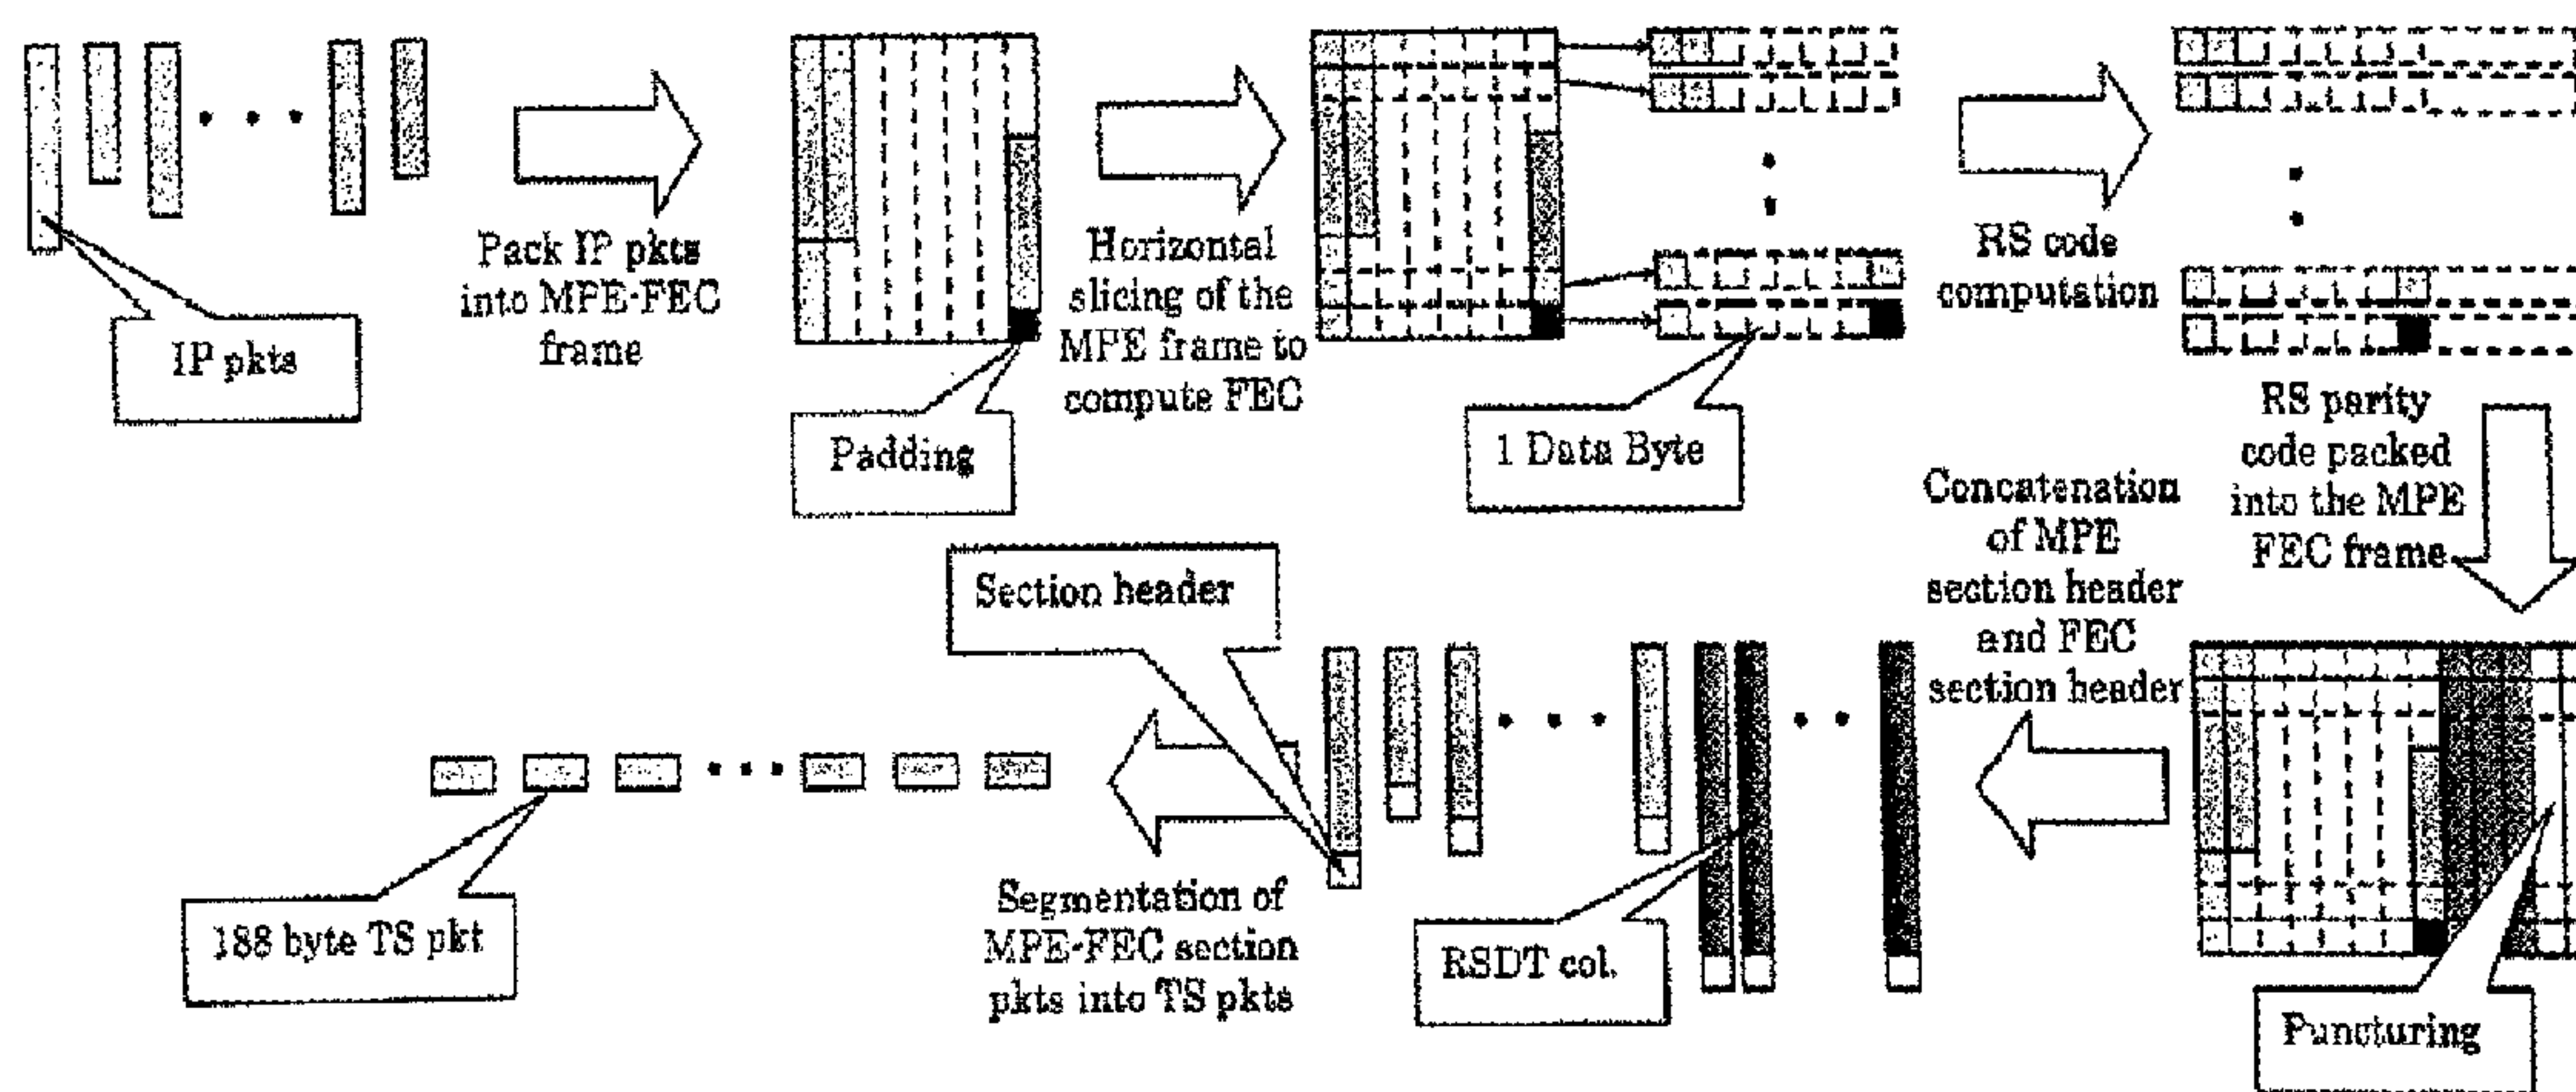 IP pkts
Pack IP pkts
into MPE-FEC
frame
Padding
Horizontal
slicing of the
MPE frame to
compute FEC
1 Data Byte
RS code
computation
RS parity
code packed
into the MPE
FEC frame
Concatenation
of MPE
section header
and FEC
section header
Puncturing
RSDT col.
Section header
Segmentation of
MPE-FEC section
pkts into TS pkts
188 byte TS pkt